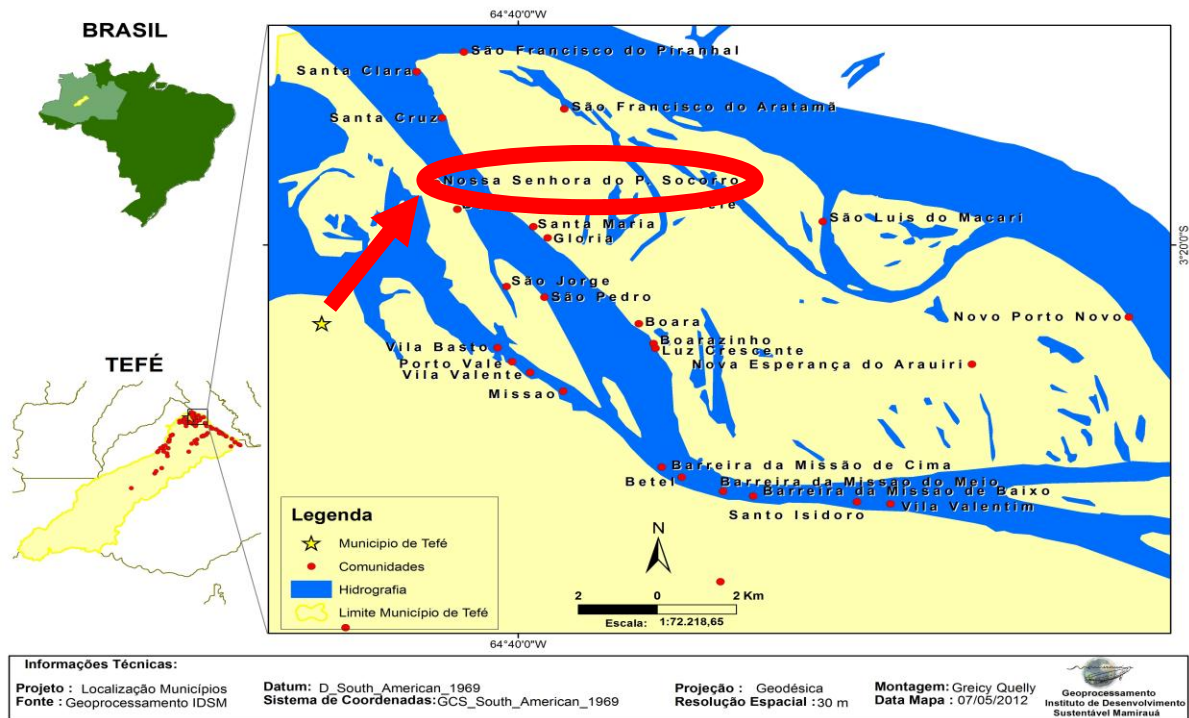 BRASIL
64°40'0"W
São Francisco do Piranhal
Santa Clara
São Francisco do Aratamã
Santa Cruz
Nossa Senhora do P. Socorro
São Luis do Macari
Santa Maria
Gloria
3°20'0"S
São Jorge
São Pedro
Boara
Novo Porto Novo
Boarazinho
Luz Crescente
Vila Basto
Porto Vale
Nova Esperança do Arauiri
Vila Valente
Missao
TEFÉ
Barreira da Missão de Cima
Betel
Barreira da Missao do Meio
Barreira da Missão de Baixo
Santo Isidoro
Vila Valentim
Legenda
Municipio de Tefé
Comunidades
Hidrografia
Limite Município de Tefé
N
2 0 2 Km
Escala: 1:72.218,65
64°40'0"W
Informações Técnicas:
Projeto : Localização Municípios
Fonte : Geoprocessamento IDSM
Datum: D_South_American_1969
Sistema de Coordenadas:GCS_South_American_1969
Projeção : Geodésica
Resolução Espacial :30 m
Montagem: Greicy Quelly
Data Mapa : 07/05/2012
Geoprocessamento
Instituto de Desenvolvimento
Sustentável Mamirauá